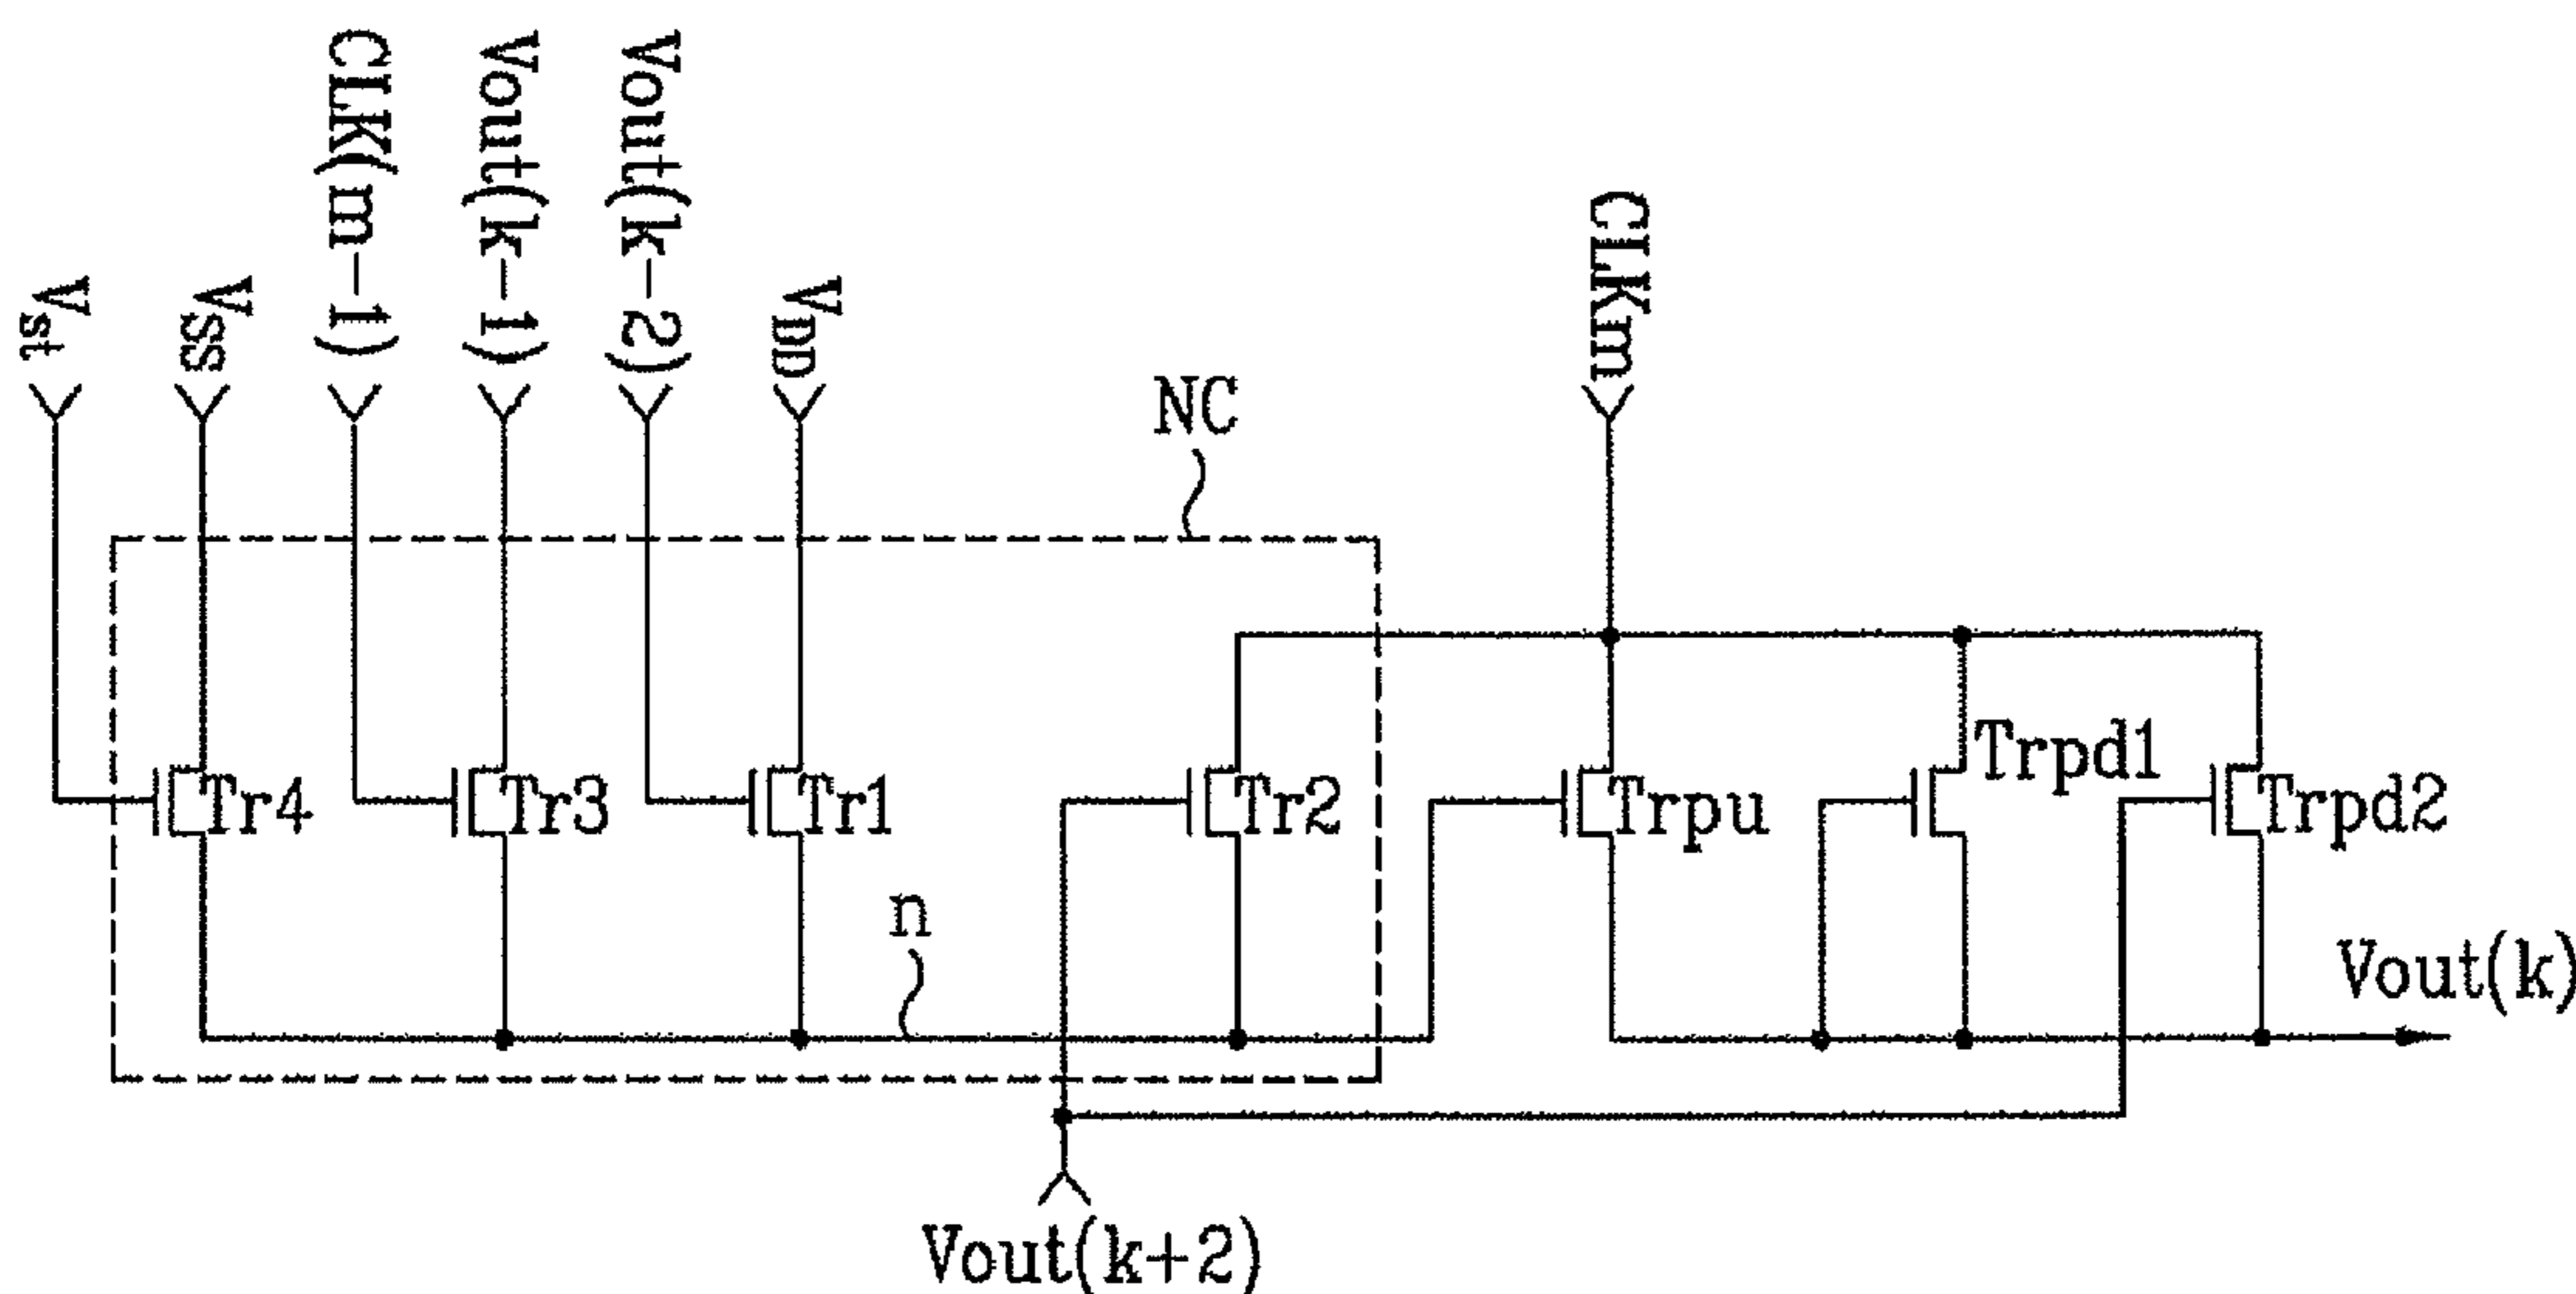 Vst
VSS
CLK(m-1)
Vout(k-1)
Vout(k-2)
VDD
CLKm
NC
Tr4
Tr3
Tr1
Tr2
Trpu
Trpd1
Trpd2
n
Vout(k)
Vout(k+2)